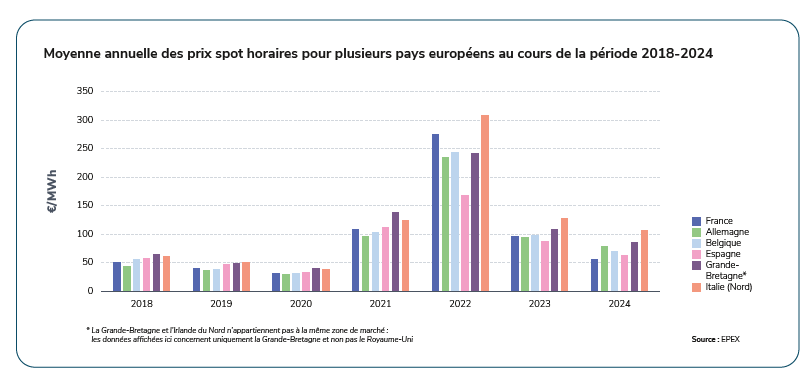 Moyenne annuelle des prix spot horaires pour plusieurs pays européens au cours de la période 2018-2024
€/MWh
350
300
250
200
150
100
50
0
2018
2019
2020
2021
2022
2023
2024
France
Allemagne
Belgique
Espagne
Grande-
Bretagne*
Italie (Nord)
* La Grande-Bretagne et l'Irlande du Nord n'appartiennent pas à la même zone de marché :
les données affichées ici concernent uniquement la Grande-Bretagne et non pas le Royaume-Uni
Source : EPEX